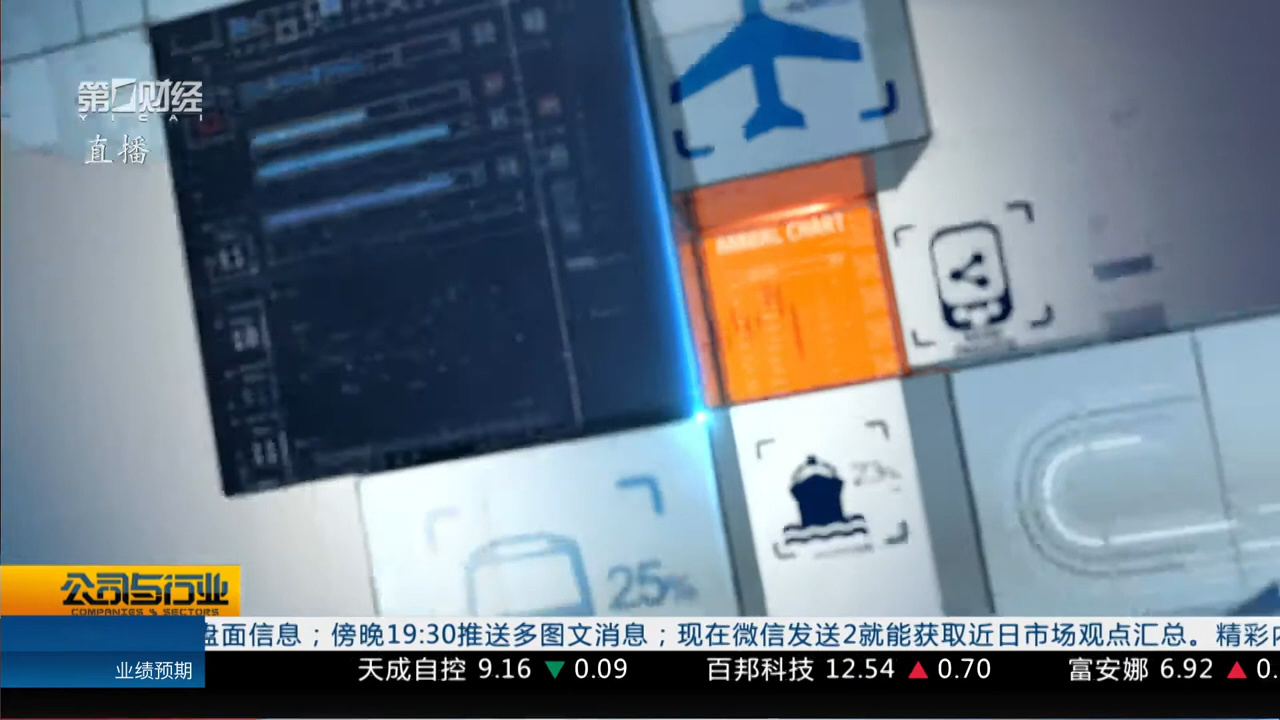 第一财经
YICAI
直播
ANNUAL CHART
23%
25%
公司与行业
COMPANIES & SECTORS
盘面信息；傍晚19:30推送多图文消息；现在微信发送2就能获取近日市场观点汇总。精彩内
业绩预期
天成自控 9.16 ▼ 0.09 百邦科技 12.54 ▲ 0.70 富安娜 6.92 ▲ 0.